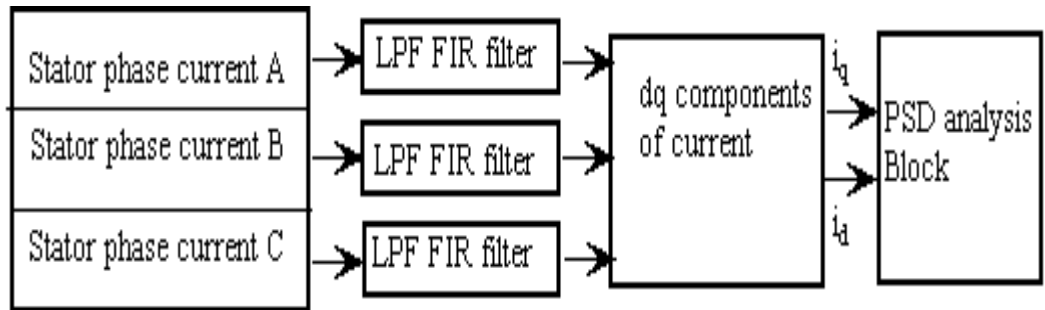 Stator phase current A
Stator phase current B
Stator phase current C
LPF FIR filter
LPF FIR filter
LPF FIR filter
dq components
of current
iq
id
PSD analysis
Block